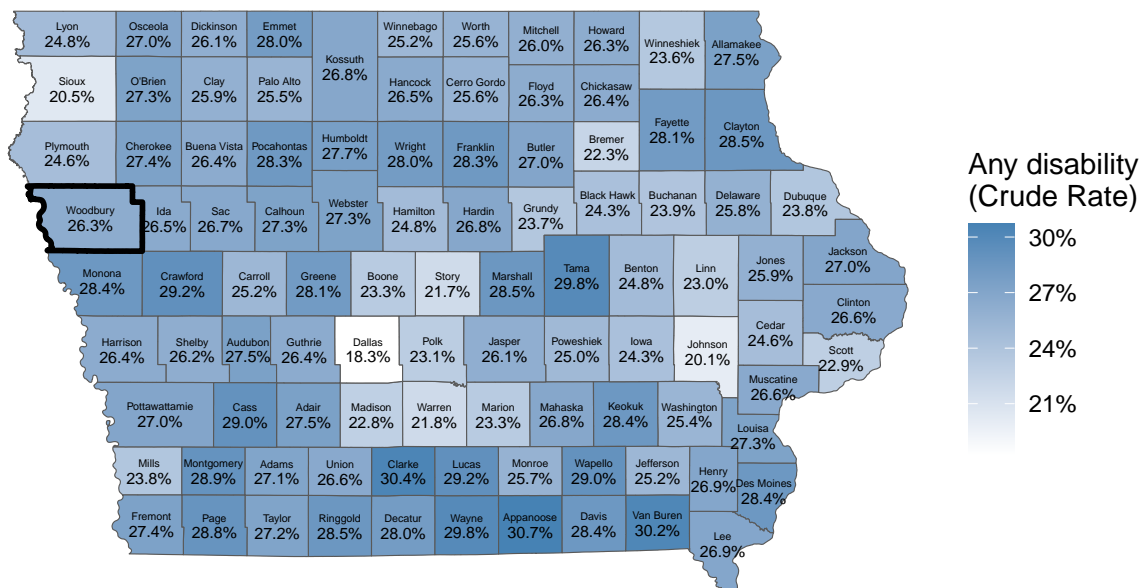 Lyon
24.8%
Osceola
27.0%
Dickinson
26.1%
Emmet
28.0%
Kossuth
26.8%
Winnebago
25.2%
Worth
25.6%
Mitchell
26.0%
Howard
26.3%
Winneshiek
23.6%
Allamakee
27.5%
Sioux
20.5%
O'Brien
27.3%
Clay
25.9%
Palo Alto
25.5%
Hancock
26.5%
Cerro Gordo
25.6%
Floyd
26.3%
Chickasaw
26.4%
Plymouth
24.6%
Cherokee
27.4%
Buena Vista
26.4%
Pocahontas
28.3%
Humboldt
27.7%
Wright
28.0%
Franklin
28.3%
Butler
27.0%
Bremer
22.3%
Fayette
28.1%
Clayton
28.5%
Woodbury
26.3%
Ida
26.5%
Sac
26.7%
Calhoun
27.3%
Webster
27.3%
Hamilton
24.8%
Hardin
26.8%
Grundy
23.7%
Black Hawk
24.3%
Buchanan
23.9%
Delaware
25.8%
Dubuque
23.8%
Monona
28.4%
Crawford
29.2%
Carroll
25.2%
Greene
28.1%
Boone
23.3%
Story
21.7%
Marshall
28.5%
Tama
29.8%
Benton
24.8%
Linn
23.0%
Jones
25.9%
Jackson
27.0%
Clinton
26.6%
Harrison
26.4%
Shelby
26.2%
Audubon
27.5%
Guthrie
26.4%
Dallas
18.3%
Polk
23.1%
Jasper
26.1%
Poweshiek
25.0%
Iowa
24.3%
Johnson
20.1%
Cedar
24.6%
Scott
22.9%
Muscatine
26.6%
Pottawattamie
27.0%
Cass
29.0%
Adair
27.5%
Madison
22.8%
Warren
21.8%
Marion
23.3%
Mahaska
26.8%
Keokuk
28.4%
Washington
25.4%
Louisa
27.3%
Mills
23.8%
Montgomery
28.9%
Adams
27.1%
Union
26.6%
Clarke
30.4%
Lucas
29.2%
Monroe
25.7%
Wapello
29.0%
Jefferson
25.2%
Henry
26.9%
Des Moines
28.4%
Fremont
27.4%
Page
28.8%
Taylor
27.2%
Ringgold
28.5%
Decatur
28.0%
Wayne
29.8%
Appanoose
30.7%
Davis
28.4%
Van Buren
30.2%
Lee
26.9%
Any disability
(Crude Rate)
30%
27%
24%
21%